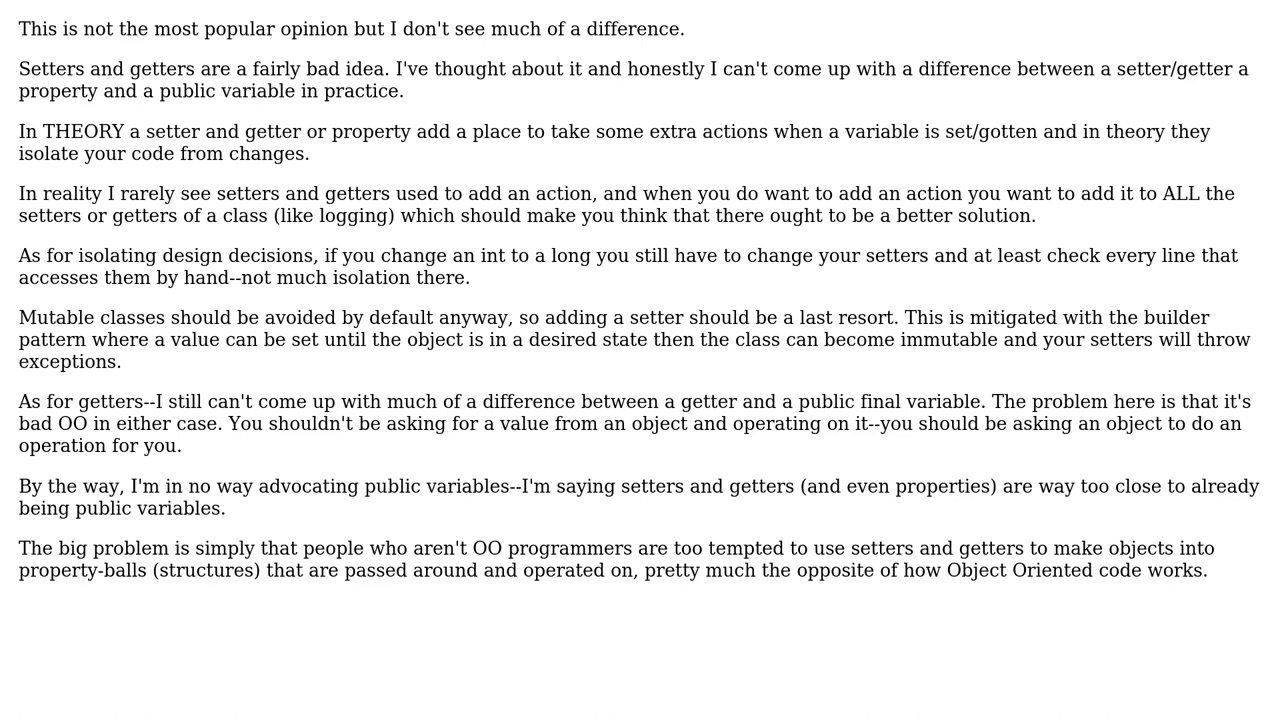 This is not the most popular opinion but I don't see much of a difference.
Setters and getters are a fairly bad idea. I've thought about it and honestly I can't come up with a difference between a setter/getter a
property and a public variable in practice.
In THEORY a setter and getter or property add a place to take some extra actions when a variable is set/gotten and in theory they
isolate your code from changes.
In reality I rarely see setters and getters used to add an action, and when you do want to add an action you want to add it to ALL the
setters or getters of a class (like logging) which should make you think that there ought to be a better solution.
As for isolating design decisions, if you change an int to a long you still have to change your setters and at least check every line that
accesses them by hand--not much isolation there.
Mutable classes should be avoided by default anyway, so adding a setter should be a last resort. This is mitigated with the builder
pattern where a value can be set until the object is in a desired state then the class can become immutable and your setters will throw
exceptions.
As for getters--I still can't come up with much of a difference between a getter and a public final variable. The problem here is that it's
bad OO in either case. You shouldn't be asking for a value from an object and operating on it--you should be asking an object to do an
operation for you.
By the way, I'm in no way advocating public variables--I'm saying setters and getters (and even properties) are way too close to already
being public variables.
The big problem is simply that people who aren't OO programmers are too tempted to use setters and getters to make objects into
property-balls (structures) that are passed around and operated on, pretty much the opposite of how Object Oriented code works.